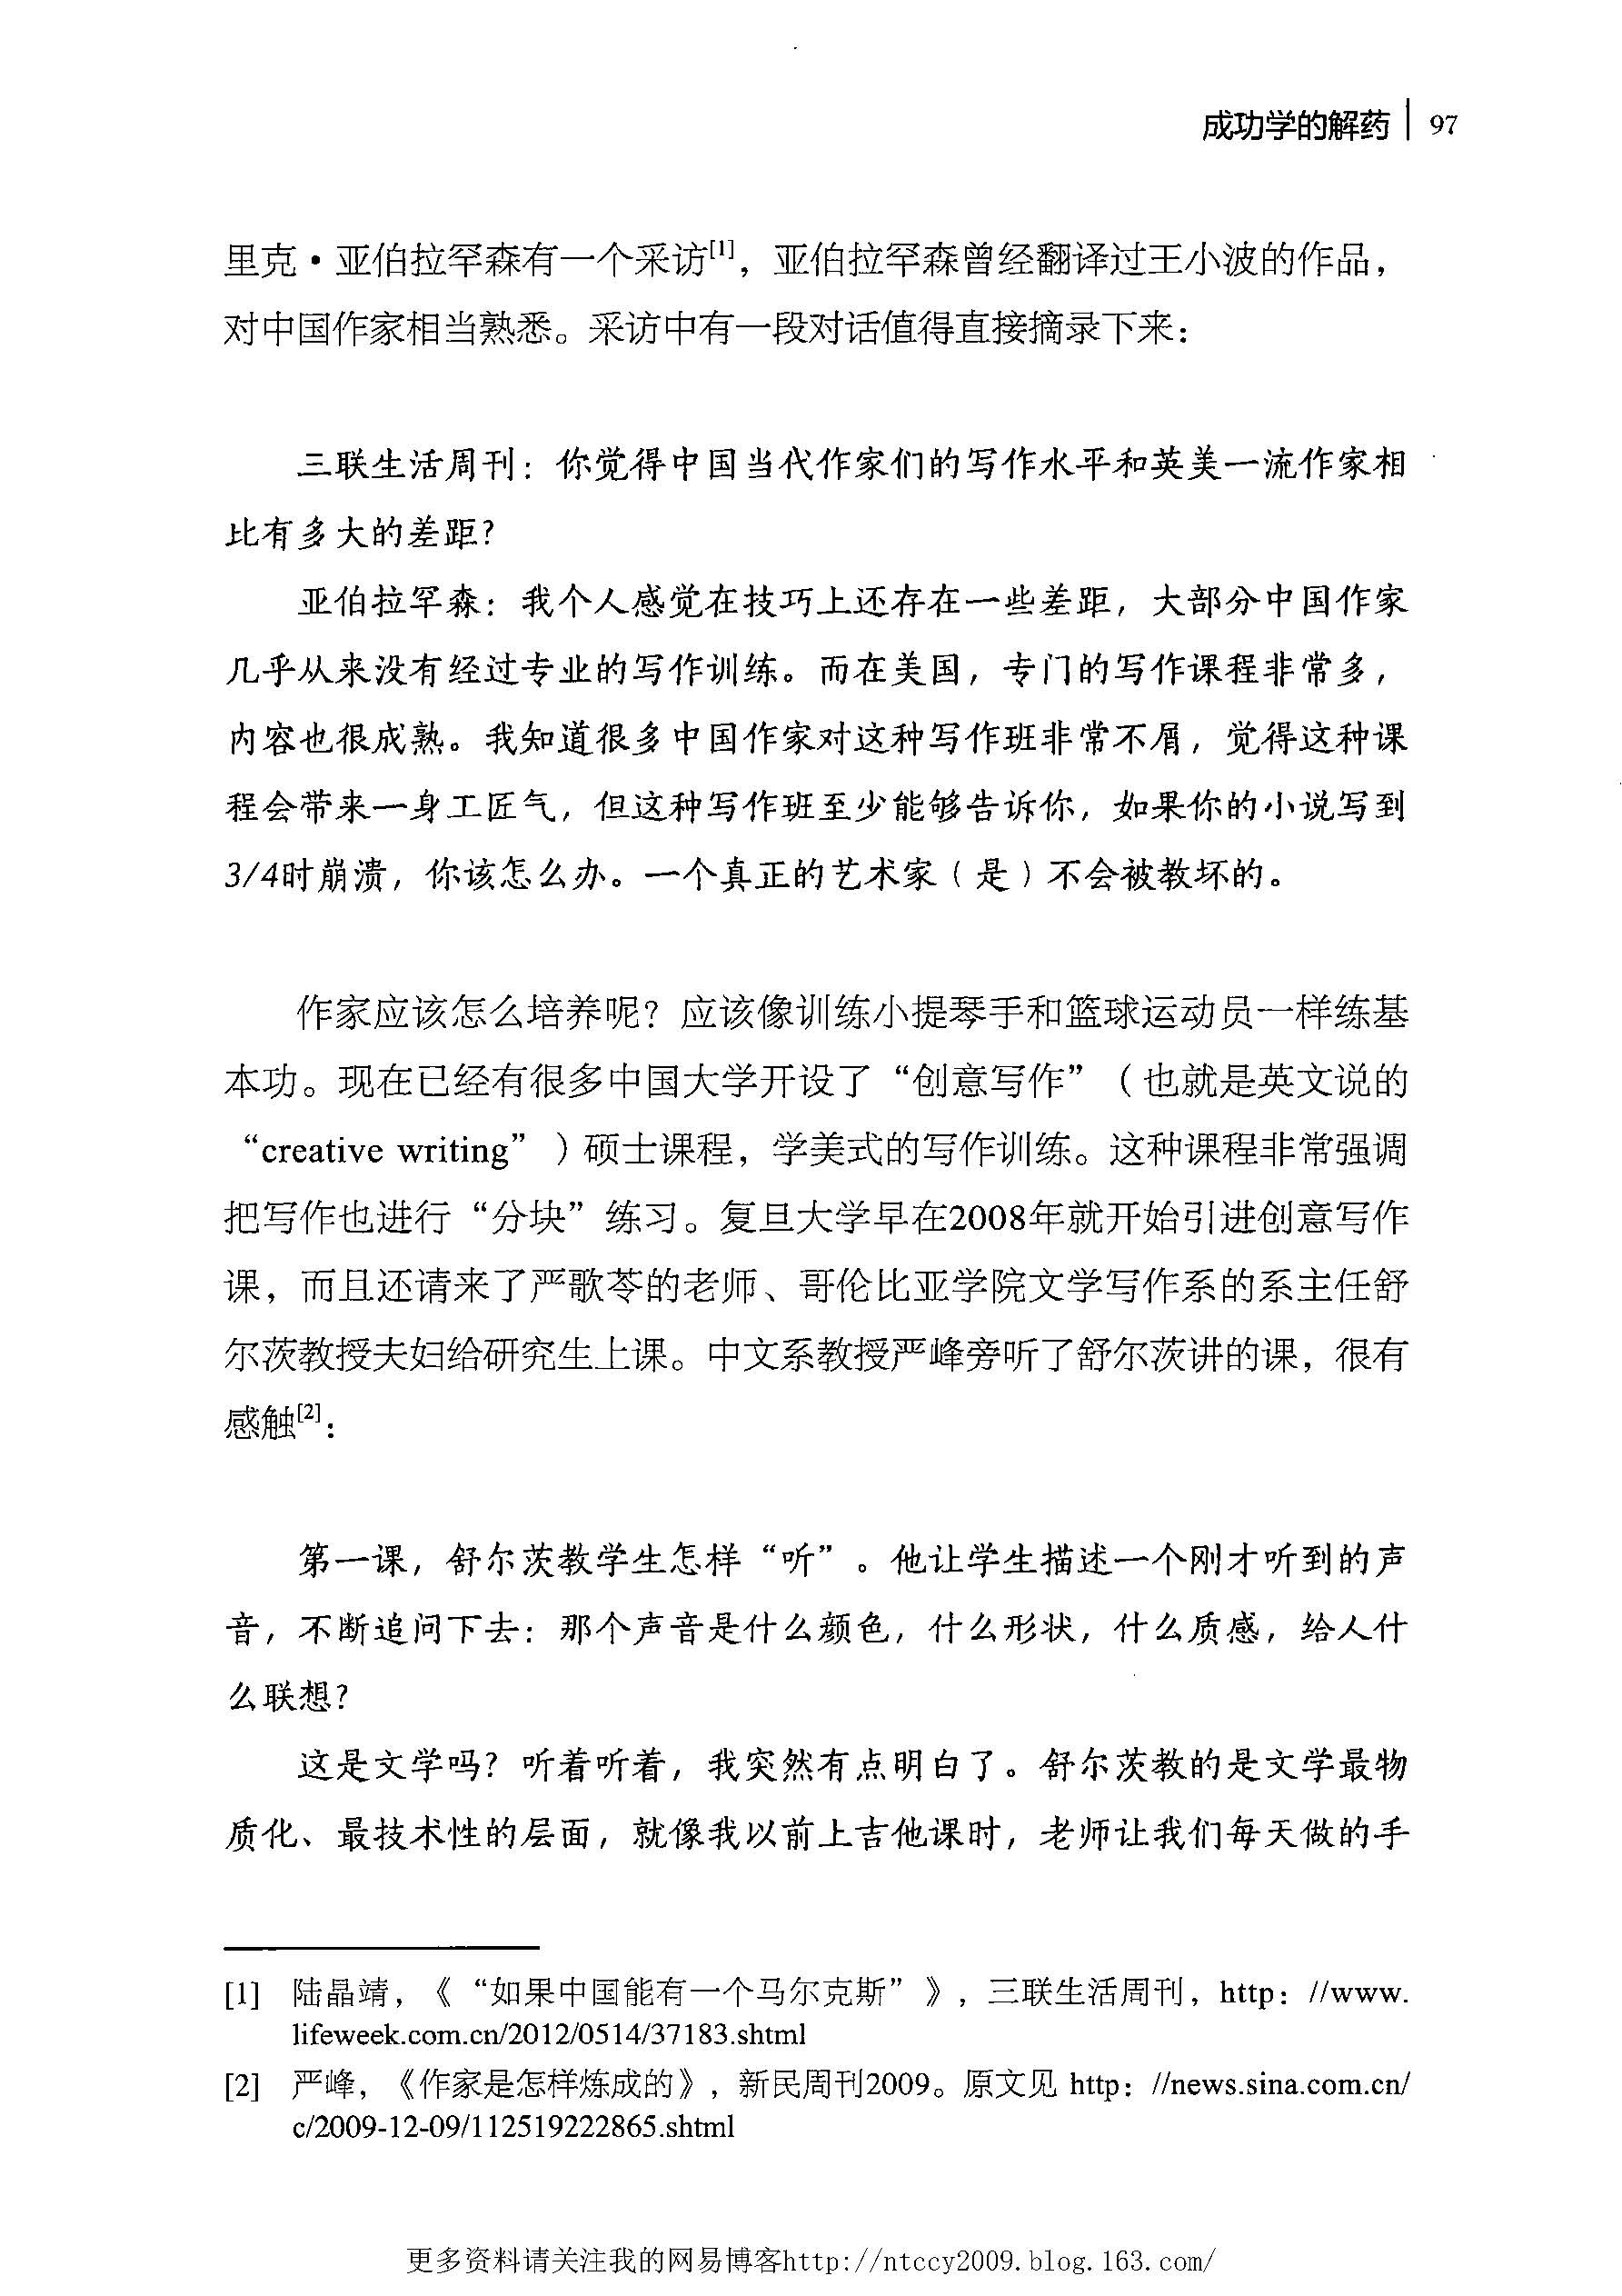 成功学的解药 97
里克·亚伯拉罕森有一个采访[1]，亚伯拉罕森曾经翻译过王小波的作品，
对中国作家相当熟悉。采访中有一段对话值得直接摘录下来：
三联生活周刊：你觉得中国当代作家们的写作水平和英美一流作家相
比有多大的差距？
亚伯拉罕森：我个人感觉在技巧上还存在一些差距，大部分中国作家
几乎从来没有经过专业的写作训练。而在美国，专门的写作课程非常多，
内容也很成熟。我知道很多中国作家对这种写作班非常不屑，觉得这种课
程会带来一身工匠气，但这种写作班至少能够告诉你，如果你的小说写到
3/4时崩溃，你该怎么办。一个真正的艺术家（是）不会被教坏的。
作家应该怎么培养呢？应该像训练小提琴手和篮球运动员一样练基
本功。现在已经有很多中国大学开设了“创意写作”（也就是英文说的
“creative writing”）硕士课程，学美式的写作训练。这种课程非常强调
把写作也进行“分块”练习。复旦大学早在2008年就开始引进创意写作
课，而且还请来了严歌苓的老师、哥伦比亚学院文学写作系的系主任舒
尔茨教授夫妇给研究生上课。中文系教授严峰旁听了舒尔茨讲的课，很有
感触[2]：
第一课，舒尔茨教学生怎样“听”。他让学生描述一个刚才听到的声
音，不断追问下去：那个声音是什么颜色，什么形状，什么质感，给人什
么联想？
这是文学吗？听着听着，我突然有点明白了。舒尔茨教的是文学最物
质化、最技术性的层面，就像我以前上吉他课时，老师让我们每天做的手
[1] 陆晶靖，《“如果中国能有一个马尔克斯”》，三联生活周刊，http：//www.
lifeweek.com.cn/2012/0514/37183.shtml
[2] 严峰，《作家是怎样炼成的》，新民周刊2009。原文见 http：//news.sina.com.cn/
c/2009-12-09/112519222865.shtml
更多资料请关注我的网易博客http://ntccy2009.blog.163.com/